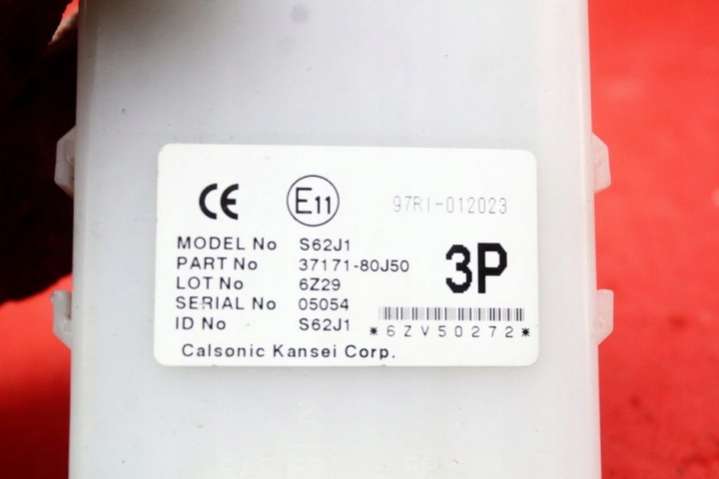 CE E11 97RI-012023
MODEL No S62J1
PART No 37171-80J50
LOT No 6Z29
SERIAL No 05054
ID No S62J1
3P
*6ZV50272*
Calsonic Kansei Corp.